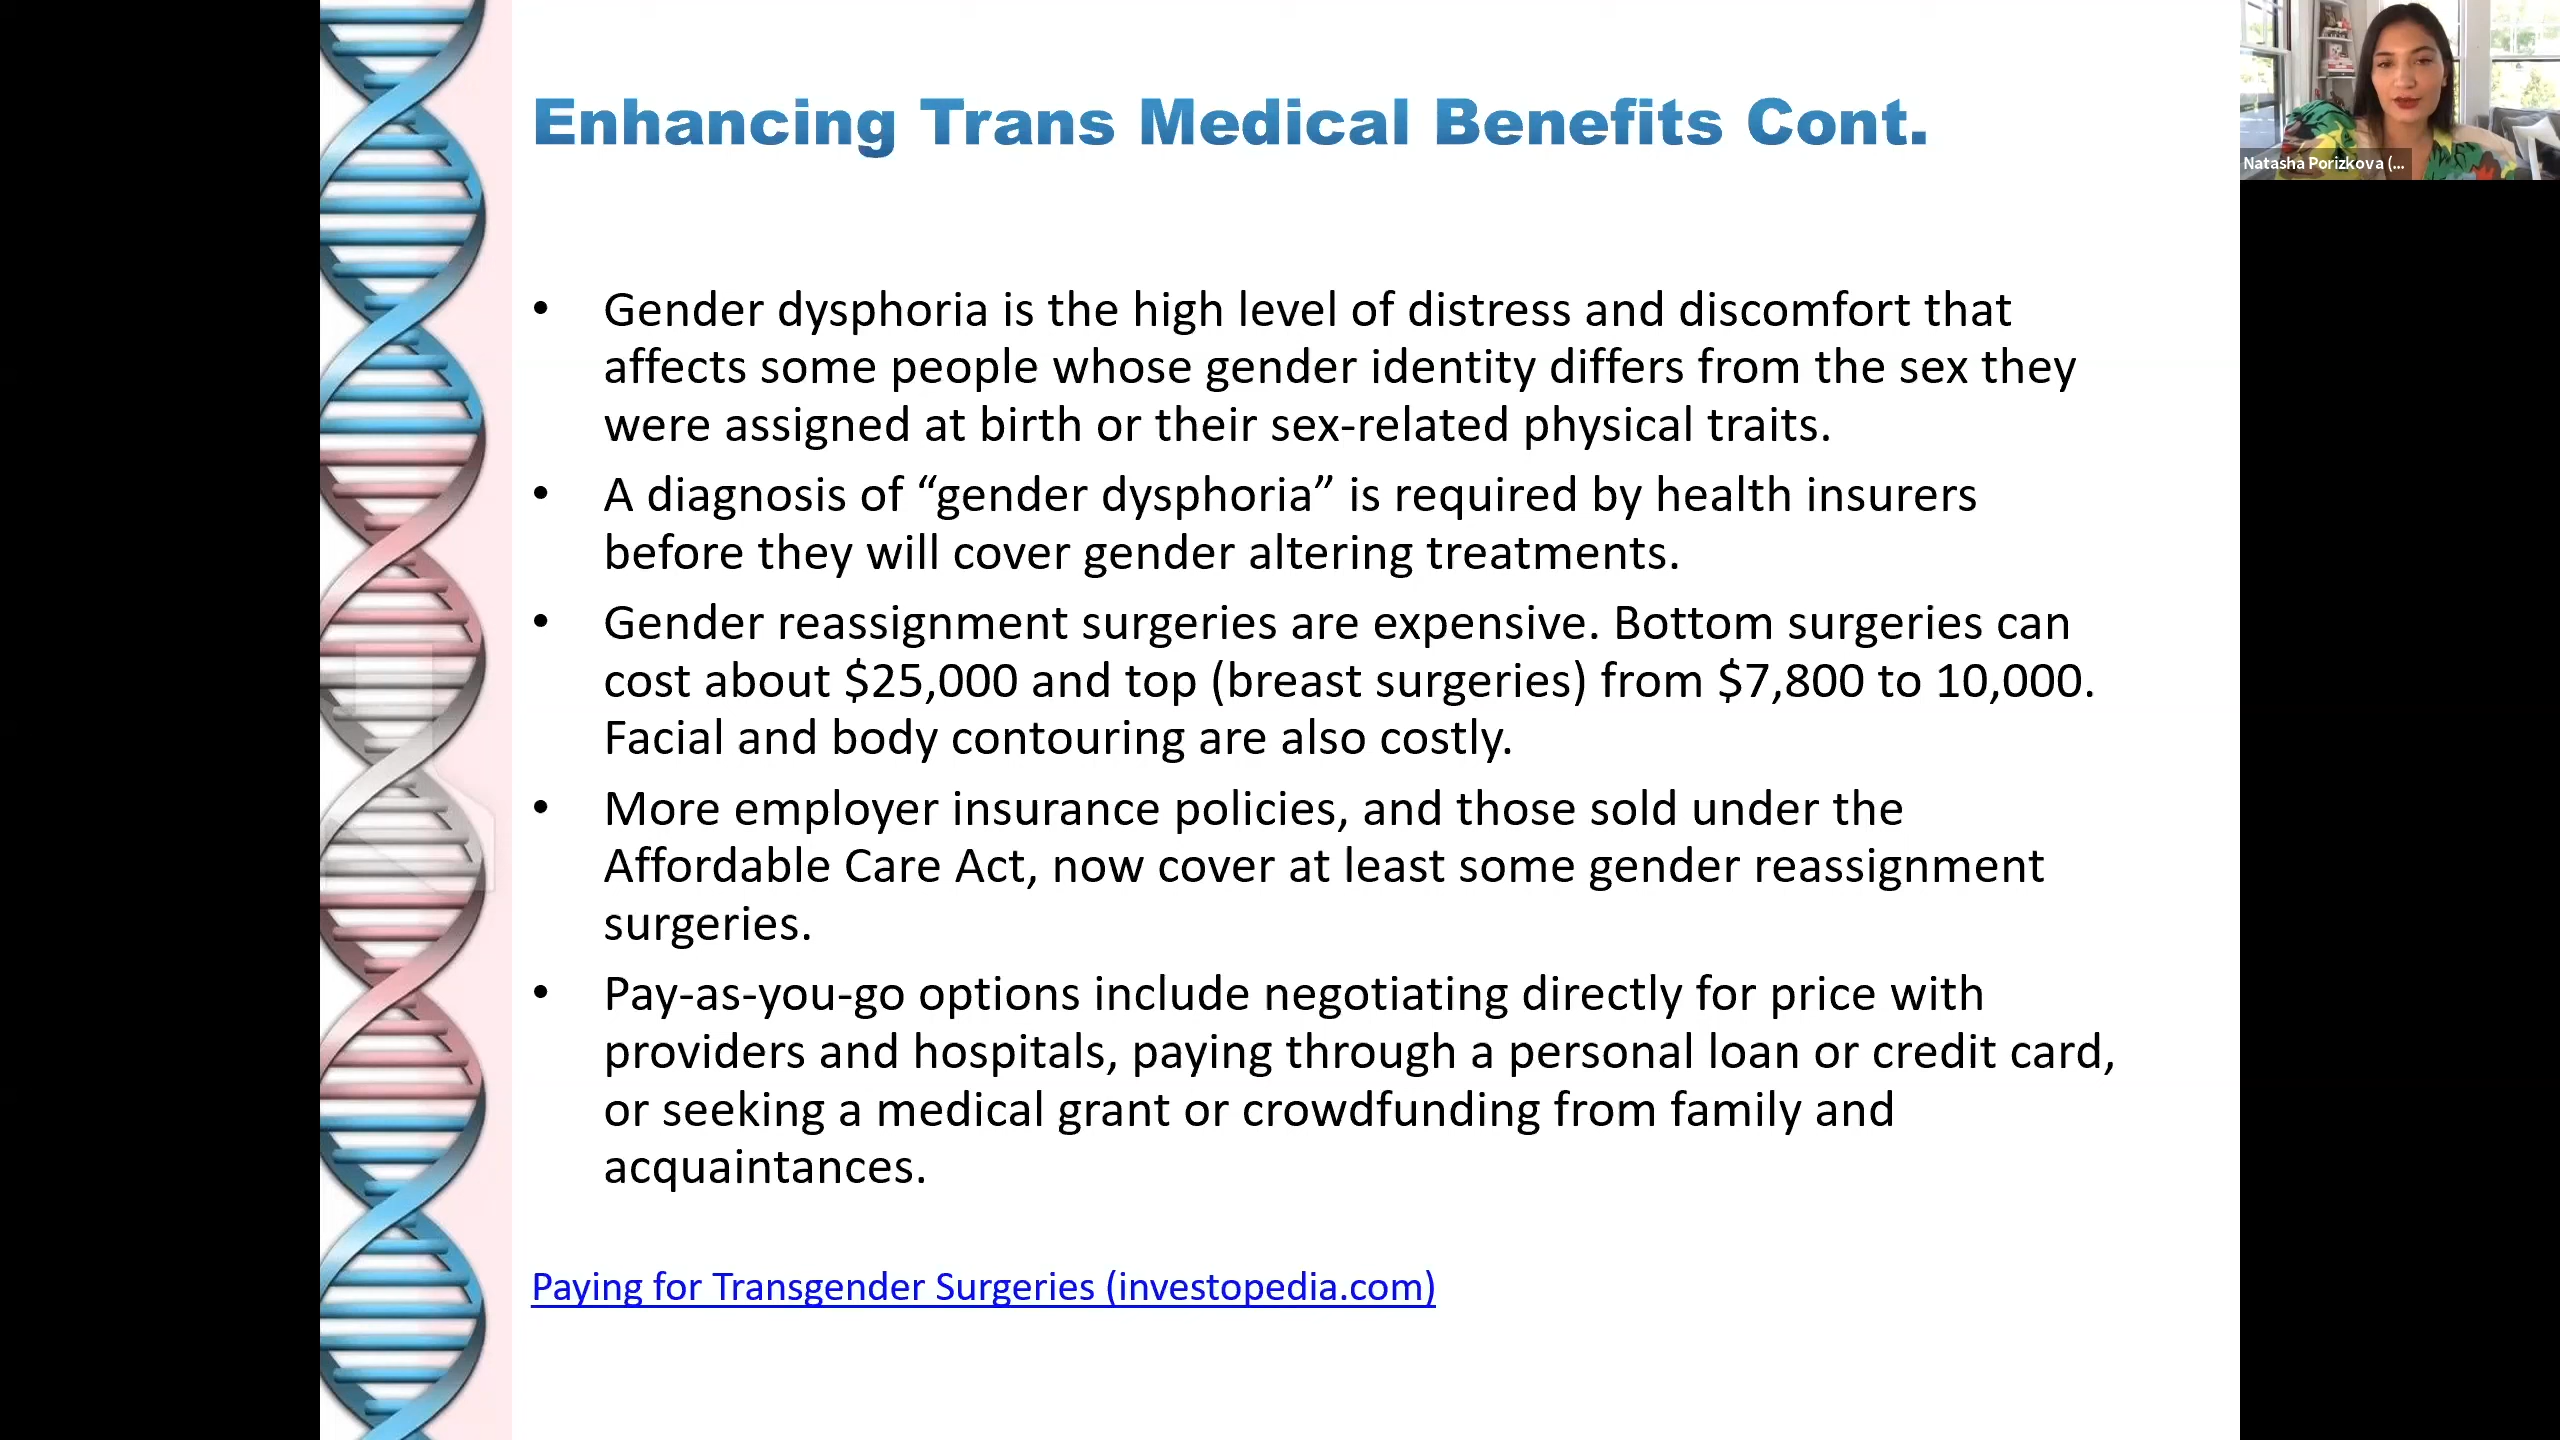 Enhancing Trans Medical Benefits Cont.
Natasha Porizkova (...
• Gender dysphoria is the high level of distress and discomfort that
affects some people whose gender identity differs from the sex they
were assigned at birth or their sex-related physical traits.
• A diagnosis of “gender dysphoria” is required by health insurers
before they will cover gender altering treatments.
• Gender reassignment surgeries are expensive. Bottom surgeries can
cost about $25,000 and top (breast surgeries) from $7,800 to 10,000.
Facial and body contouring are also costly.
• More employer insurance policies, and those sold under the
Affordable Care Act, now cover at least some gender reassignment
surgeries.
• Pay-as-you-go options include negotiating directly for price with
providers and hospitals, paying through a personal loan or credit card,
or seeking a medical grant or crowdfunding from family and
acquaintances.
Paying for Transgender Surgeries (investopedia.com)